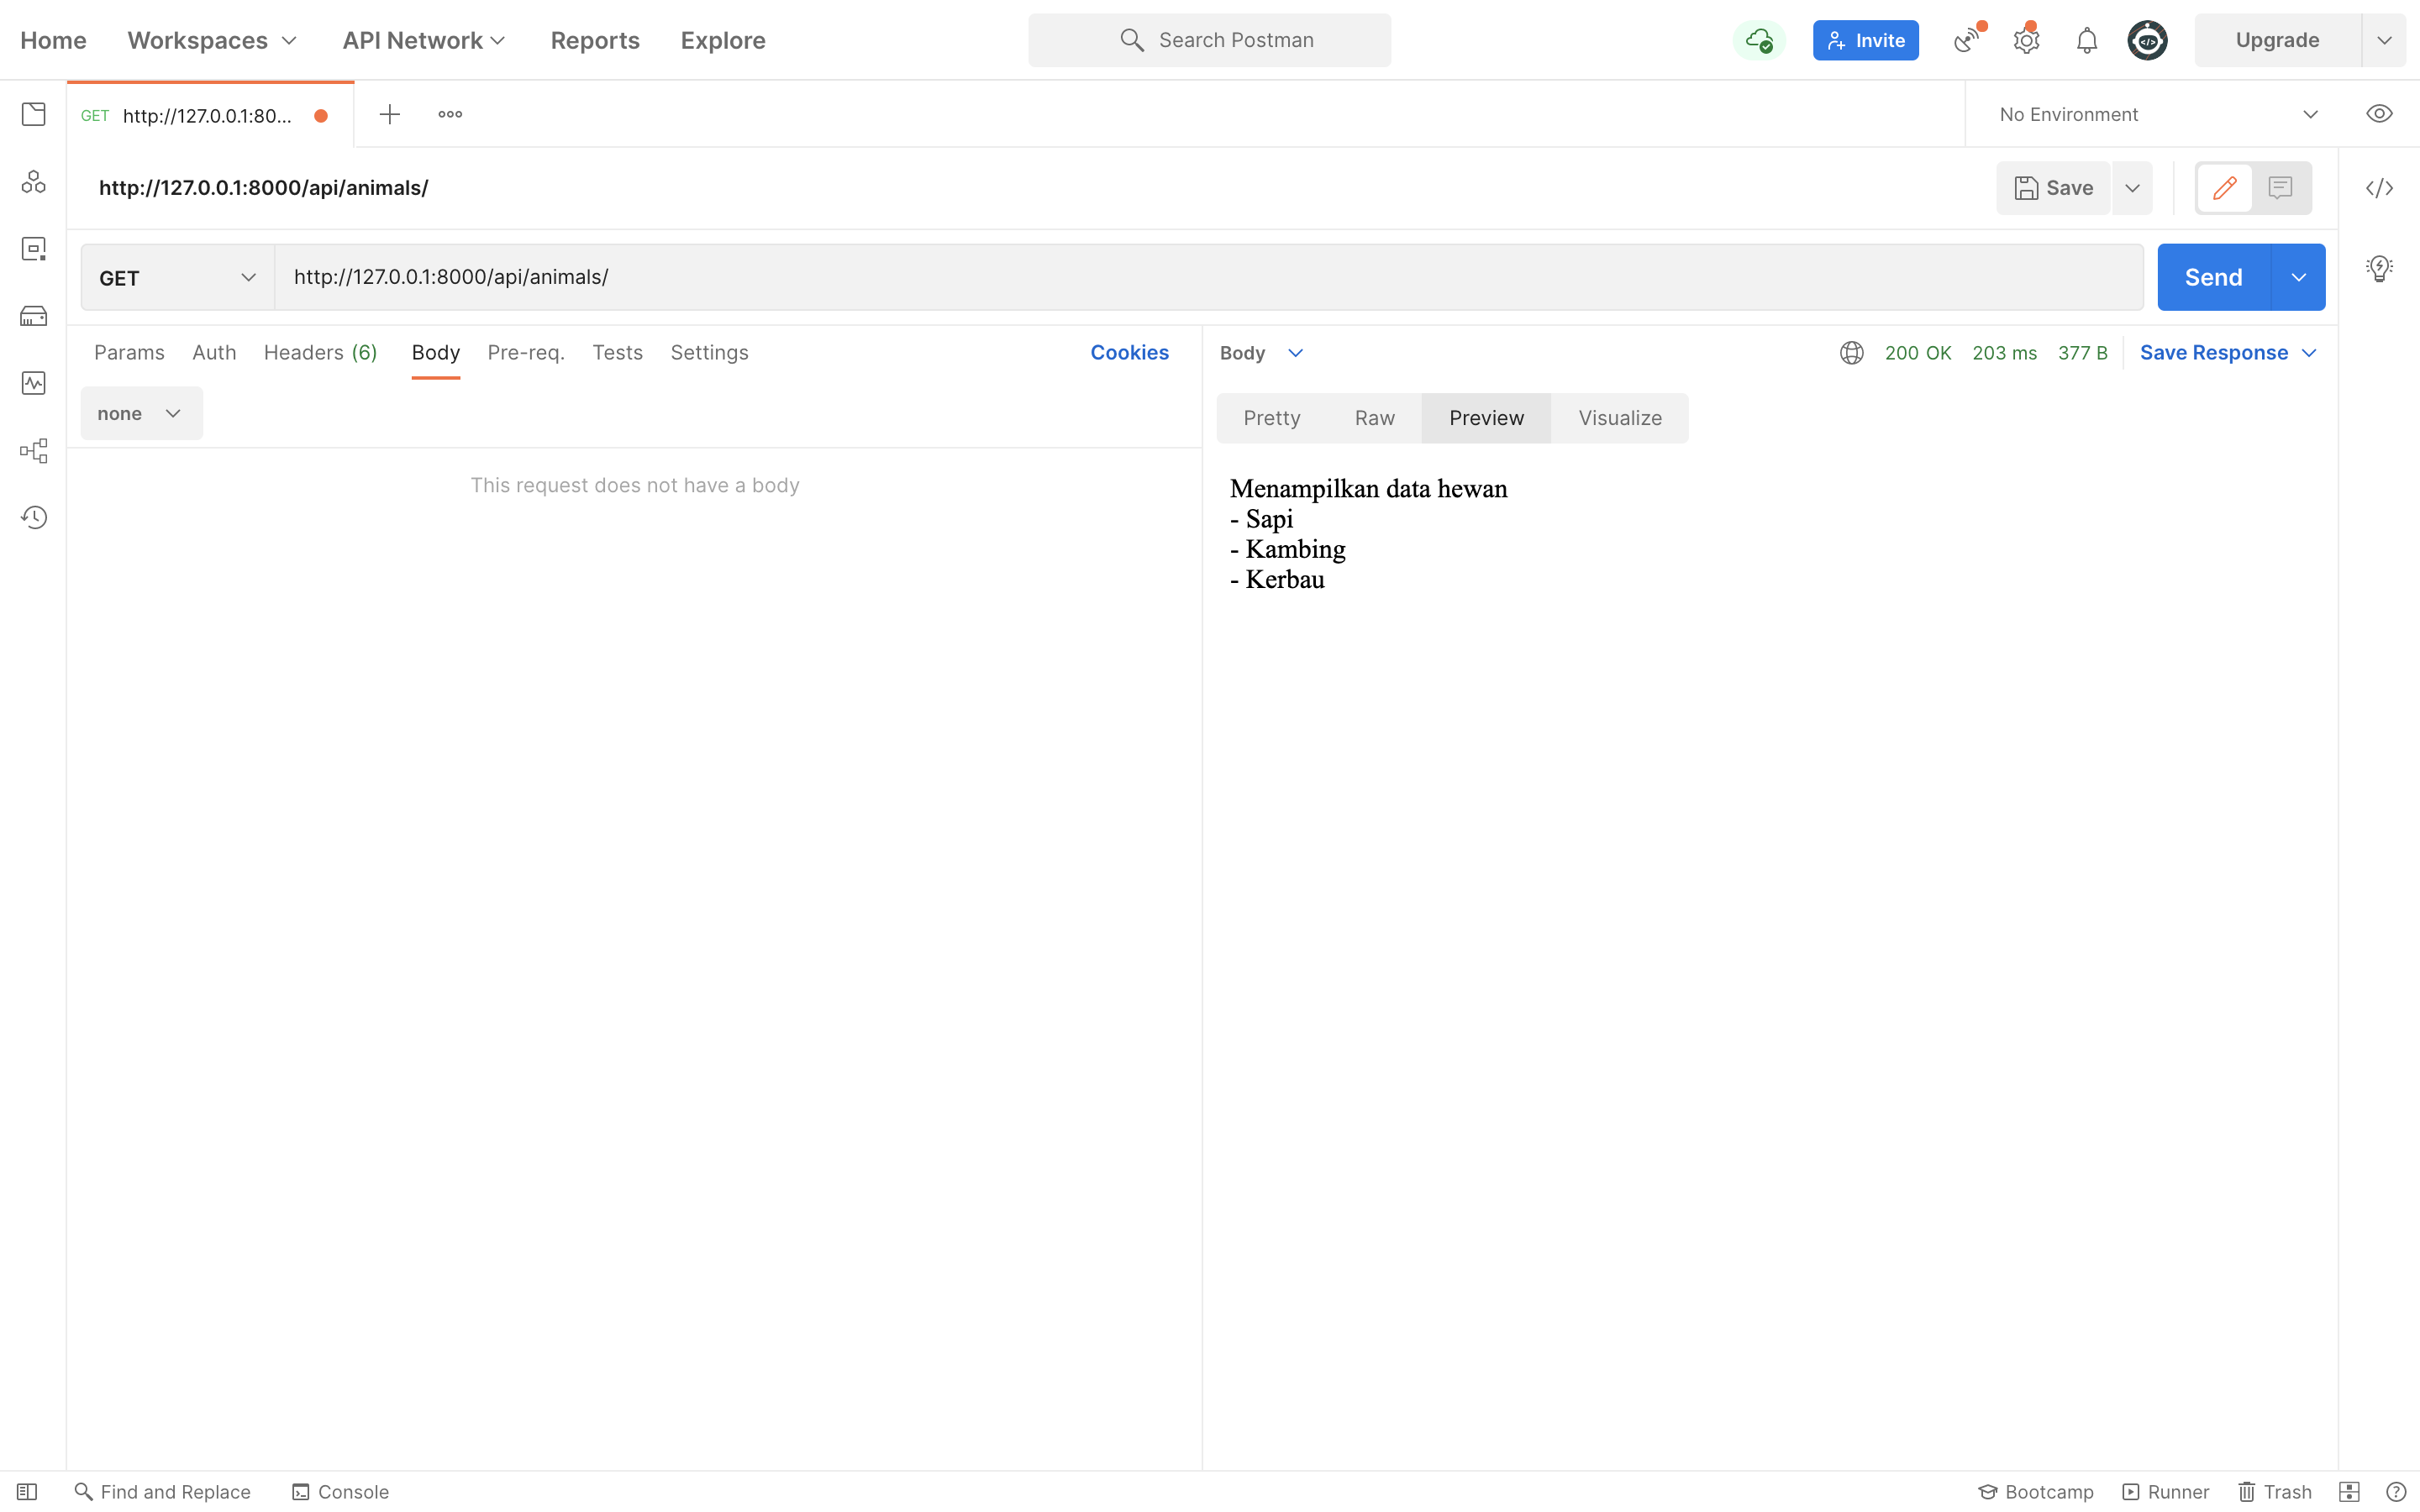 Home Workspaces API Network Reports Explore Search Postman Invite Upgrade
GET http://127.0.0.1:80... No Environment
http://127.0.0.1:8000/api/animals/ Save
GET http://127.0.0.1:8000/api/animals/ Send
Params Auth Headers (6) Body Pre-req. Tests Settings Cookies
none
This request does not have a body
Body 200 OK 203 ms 377 B Save Response
Pretty Raw Preview Visualize
Menampilkan data hewan
- Sapi
- Kambing
- Kerbau
Find and Replace Console Bootcamp Runner Trash